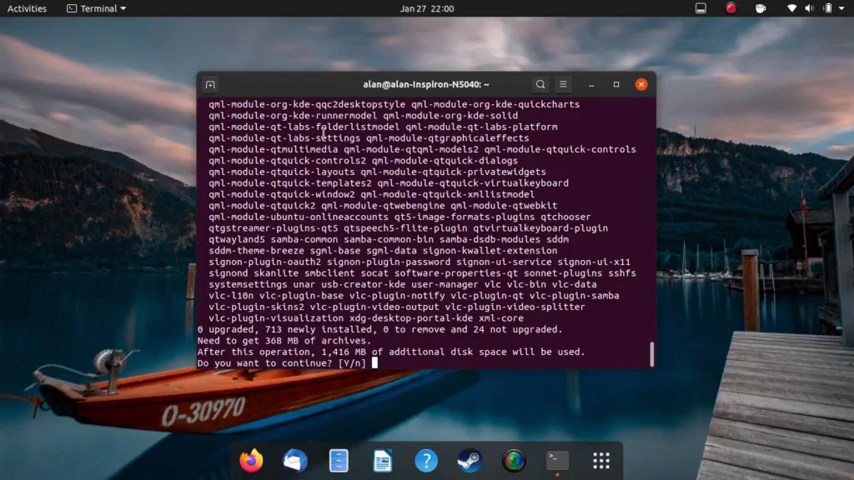 Activities
Terminal
Jan 27 22:00
alan@alan-Inspiron-N5040: ~
qml-module-org-kde-qqc2desktopstyle qml-module-org-kde-quickcharts
qml-module-org-kde-runnermodel qml-module-org-kde-solid
qml-module-qt-labs-folderlistmodel qml-module-qt-labs-platform
qml-module-qt-labs-settings qml-module-qtgraphicaleffects
qml-module-qtmultimedia qml-module-qtqml-models2 qml-module-qtquick-controls
qml-module-qtquick-controls2 qml-module-qtquick-dialogs
qml-module-qtquick-layouts qml-module-qtquick-privatewidgets
qml-module-qtquick-templates2 qml-module-qtquick-virtualkeyboard
qml-module-qtquick-window2 qml-module-qtquick-xmllistmodel
qml-module-qtquick2 qml-module-qtwebengine qml-module-qtwebkit
qml-module-ubuntu-onlineaccounts qt5-image-formats-plugins qtchooser
qtgstreamer-plugins-qt5 qtspeech5-flite-plugin qtvirtualkeyboard-plugin
qtwayland5 samba-common samba-common-bin samba-dsdb-modules sddm
sddm-theme-breeze sgml-base sgml-data signon-kwallet-extension
signon-plugin-oauth2 signon-plugin-password signon-ui-service signon-ui-x11
signond skanlite smbclient socat software-properties-qt sonnet-plugins sshfs
systemsettings unar usb-creator-kde user-manager vlc vlc-bin vlc-data
vlc-l10n vlc-plugin-base vlc-plugin-notify vlc-plugin-qt vlc-plugin-samba
vlc-plugin-skins2 vlc-plugin-video-output vlc-plugin-video-splitter
vlc-plugin-visualization xdg-desktop-portal-kde xml-core
0 upgraded, 713 newly installed, 0 to remove and 24 not upgraded.
Need to get 368 MB of archives.
After this operation, 1,416 MB of additional disk space will be used.
Do you want to continue? [Y/n]
O-30970